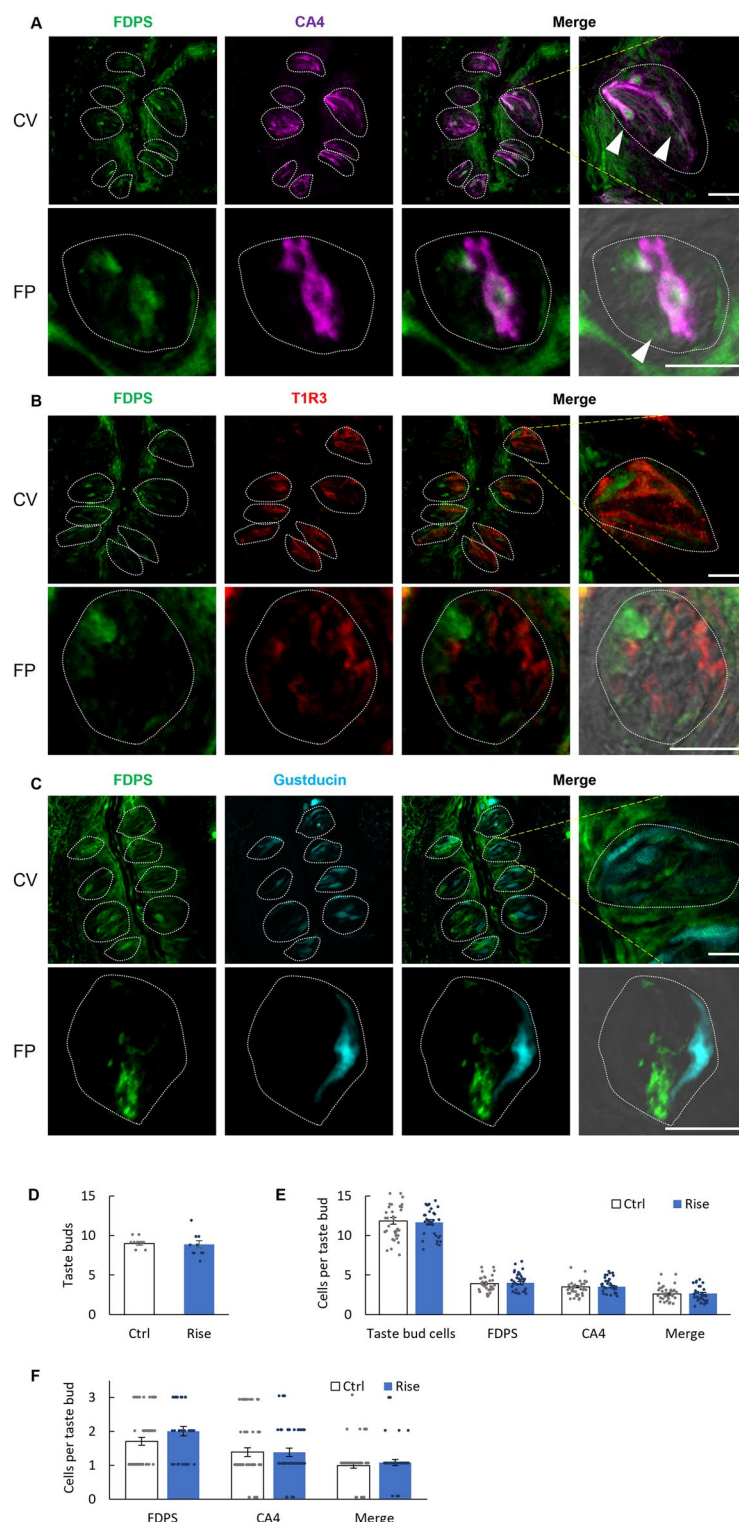 A FDPS CA4 Merge
CV
FP
B FDPS T1R3 Merge
CV
FP
C FDPS Gustducin Merge
CV
FP
D
Taste buds
15
10
5
0
Ctrl Rise
E
Cells per taste bud
15
10
5
0
Ctrl Rise
Taste bud cells FDPS CA4 Merge
F
Cells per taste bud
3
2
1
0
Ctrl Rise
FDPS CA4 Merge